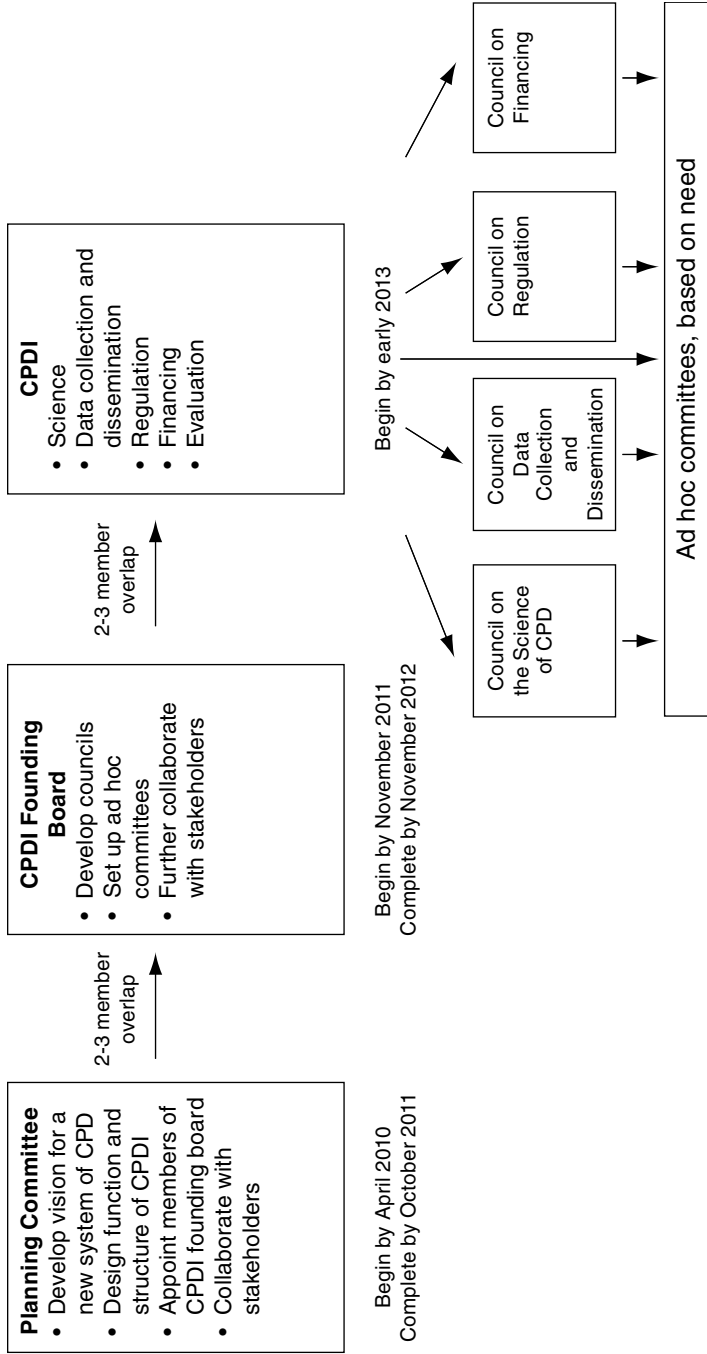 Planning Committee
• Develop vision for a
new system of CPD
• Design function and
structure of CPDI
• Appoint members of
CPDI founding board
• Collaborate with
stakeholders
Begin by April 2010
Complete by October 2011
2-3 member
overlap
CPDI Founding
Board
• Develop councils
• Set up ad hoc
committees
• Further collaborate
with stakeholders
Begin by November 2011
Complete by November 2012
2-3 member
overlap
CPDI
• Science
• Data collection and
dissemination
• Regulation
• Financing
• Evaluation
Begin by early 2013
Council on
the Science
of CPD
Council on
Data
Collection
and
Dissemination
Council on
Regulation
Council on
Financing
Ad hoc committees, based on need